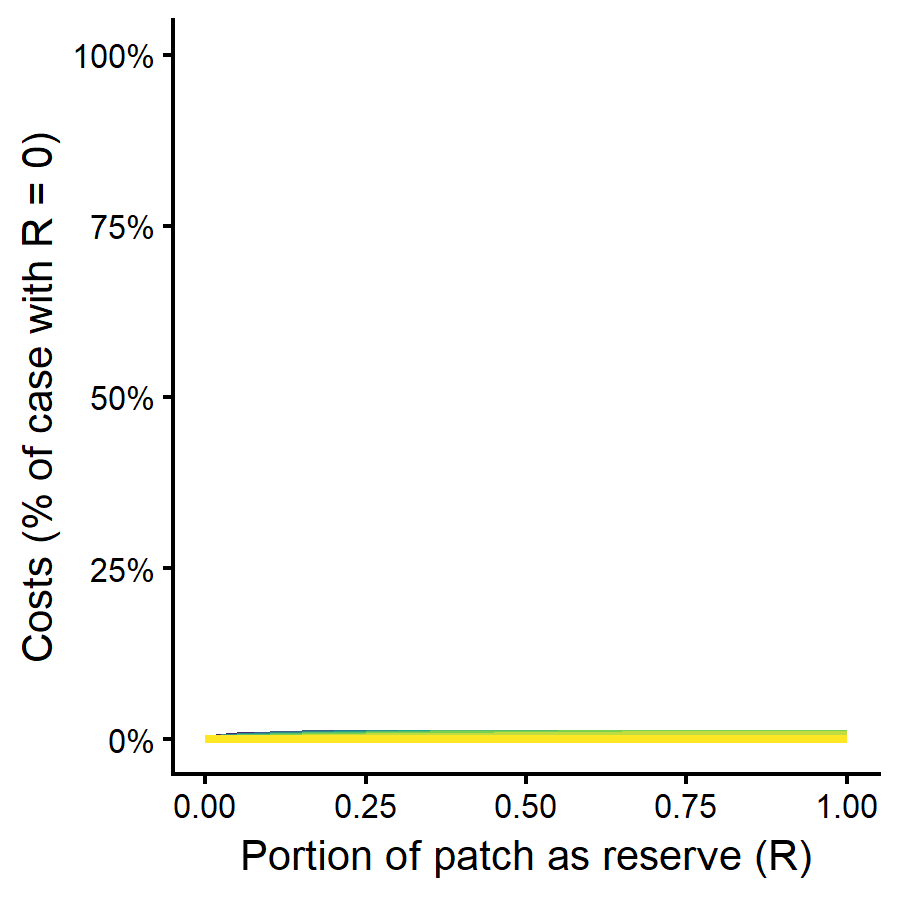 Costs (% of case with R = 0)
100%
75%
50%
25%
0%
0.00 0.25 0.50 0.75 1.00
Portion of patch as reserve (R)